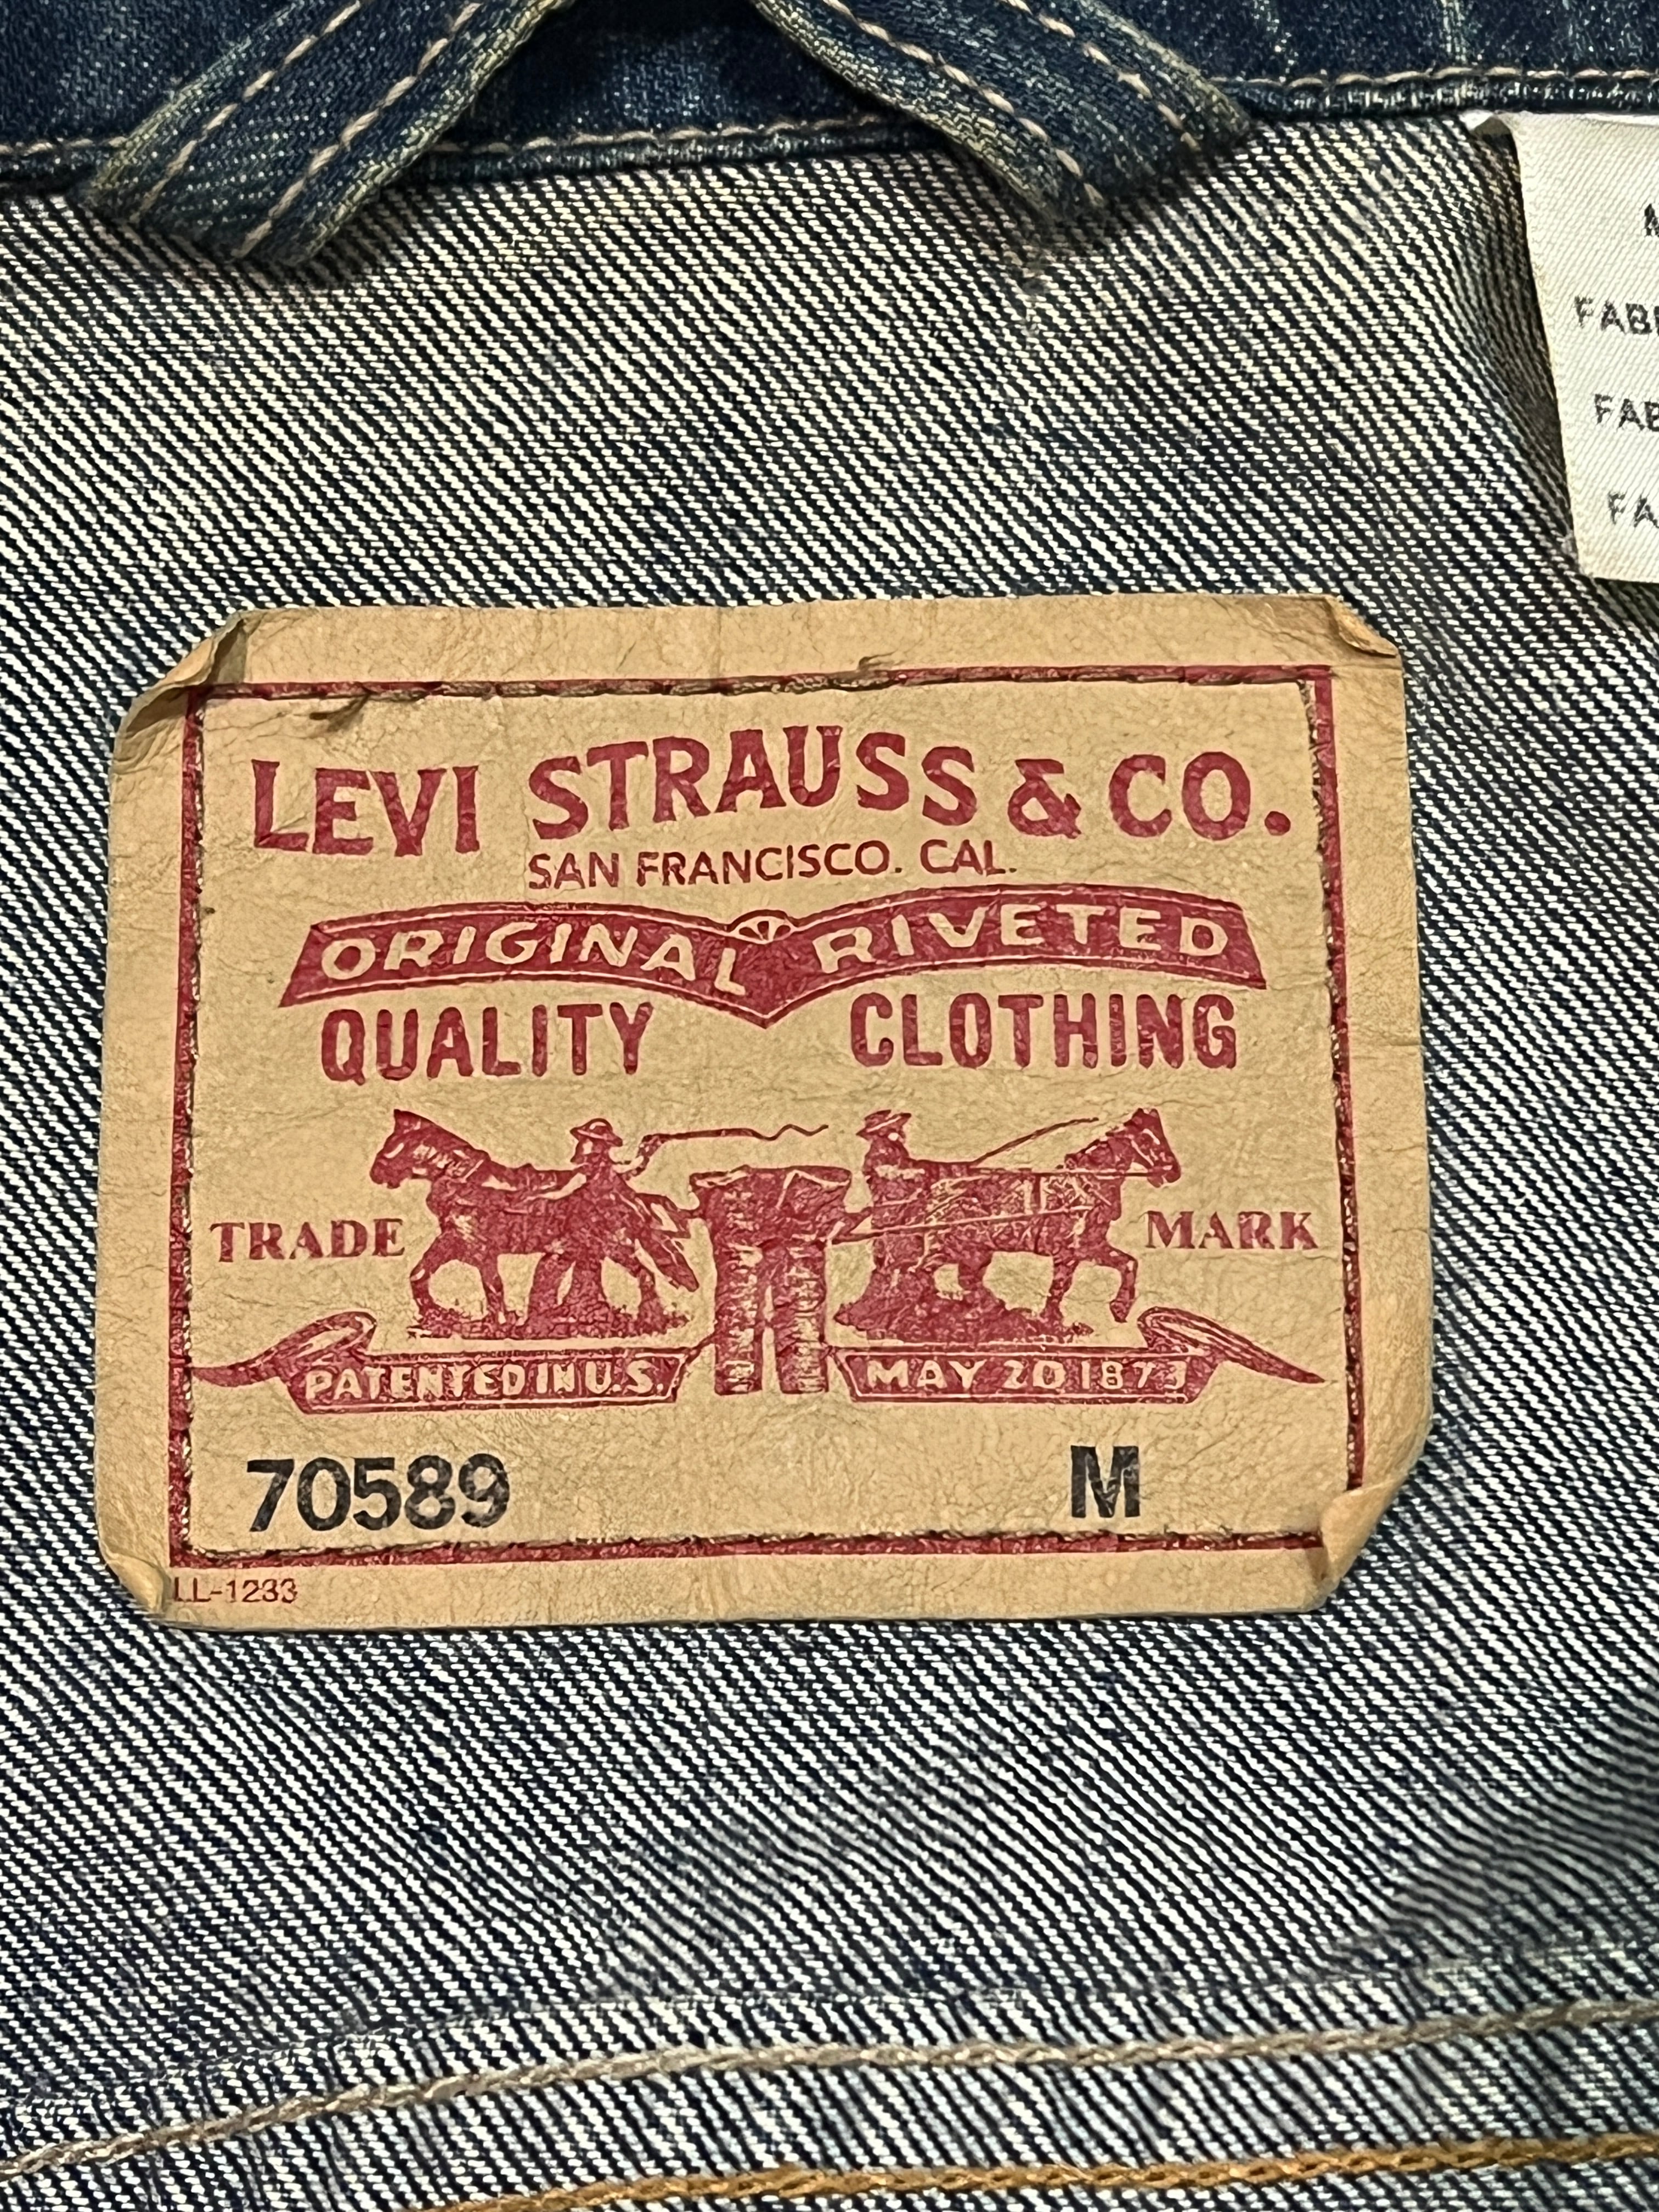 LEVI STRAUSS & CO.
SAN FRANCISCO. CAL.
ORIGINAL RIVETED
QUALITY CLOTHING
TRADE MARK
PATENTED IN U.S. MAY 20 1873
70589 M
LL-1233